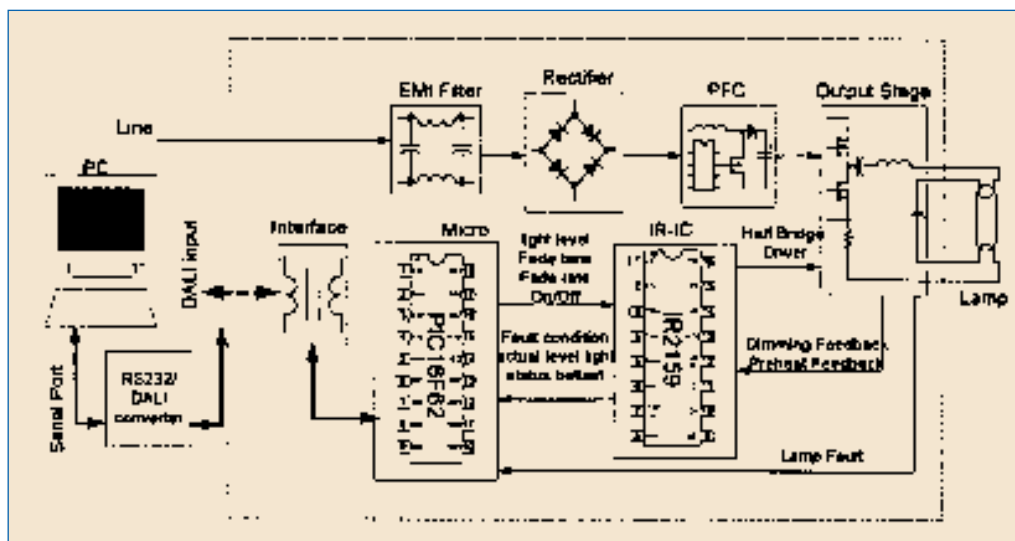 Rectifier
PFC
EMI Filter
Output Stage
Line
PC
Interface
Micro
light level
Fade time
Fade rate
On/Off
IR-IC
Half Bridge
Driver
DALI input
Lamp
Fault condition
actual level light
status ballast
IR2159
Dimming Feedback
Preheat Feedback
Serial Port
RS232/
DALI
converter
Lamp Fault